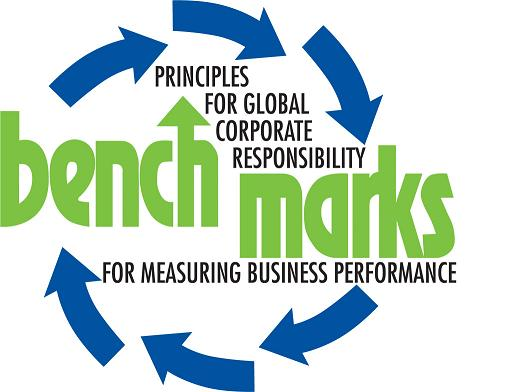 PRINCIPLES
FOR GLOBAL
CORPORATE
RESPONSIBILITY
bench
marks
FOR MEASURING BUSINESS PERFORMANCE